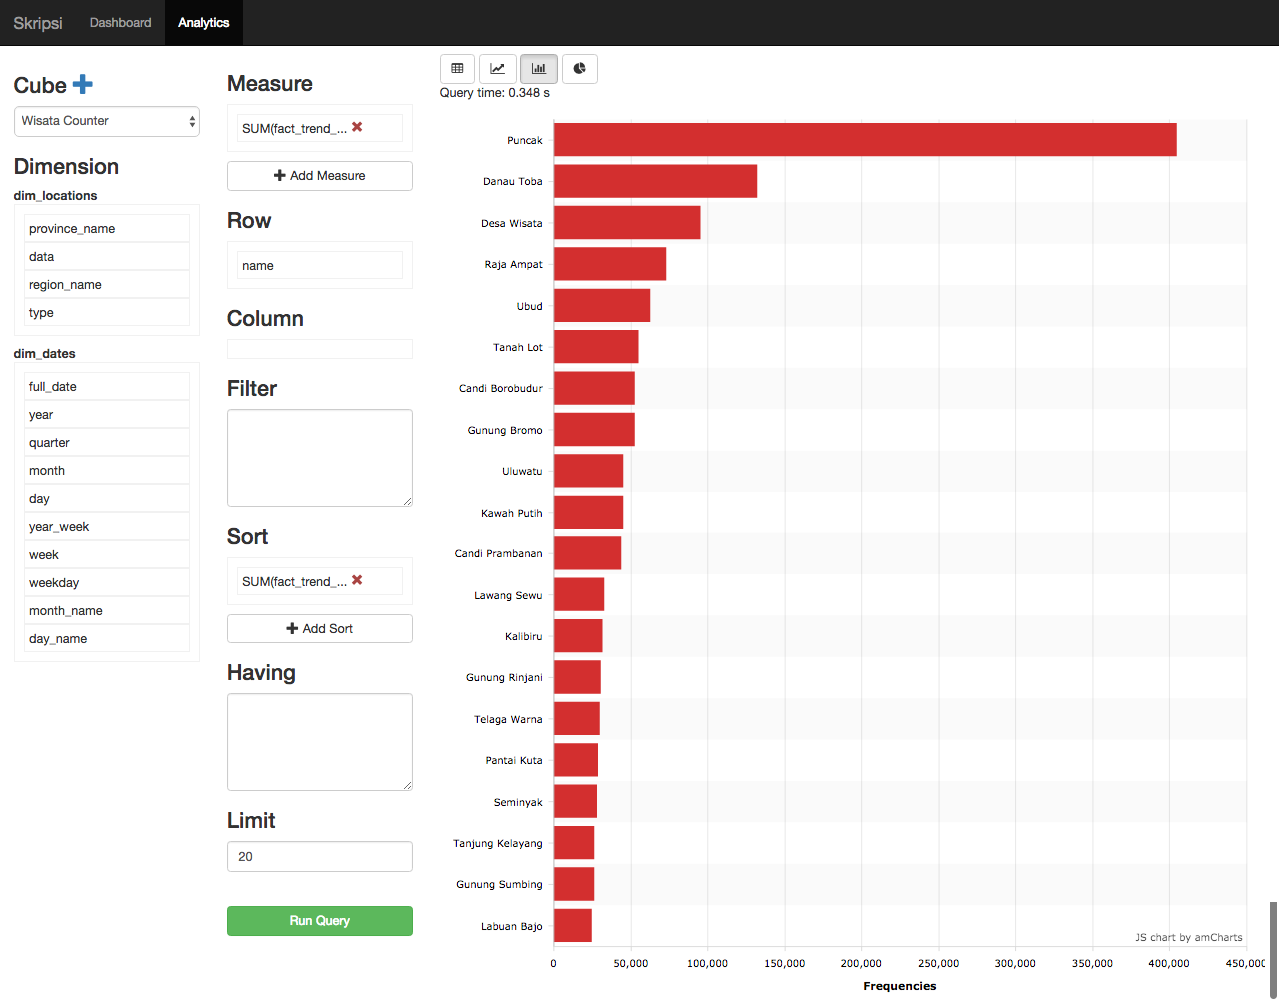 Skripsi Dashboard Analytics
Cube
Wisata Counter
Dimension
dim_locations
province_name
data
region_name
type
dim_dates
full_date
year
quarter
month
day
year_week
week
weekday
month_name
day_name
Measure
SUM(fact_trend_...
Add Measure
Row
name
Column
Filter
Sort
SUM(fact_trend_...
Add Sort
Having
Limit
20
Run Query
Query time: 0.348 s
Puncak
Danau Toba
Desa Wisata
Raja Ampat
Ubud
Tanah Lot
Candi Borobudur
Gunung Bromo
Uluwatu
Kawah Putih
Candi Prambanan
Lawang Sewu
Kalibiru
Gunung Rinjani
Telaga Warna
Pantai Kuta
Seminyak
Tanjung Kelayang
Gunung Sumbing
Labuan Bajo
JS chart by amCharts
0 50,000 100,000 150,000 200,000 250,000 300,000 350,000 400,000 450,000
Frequencies